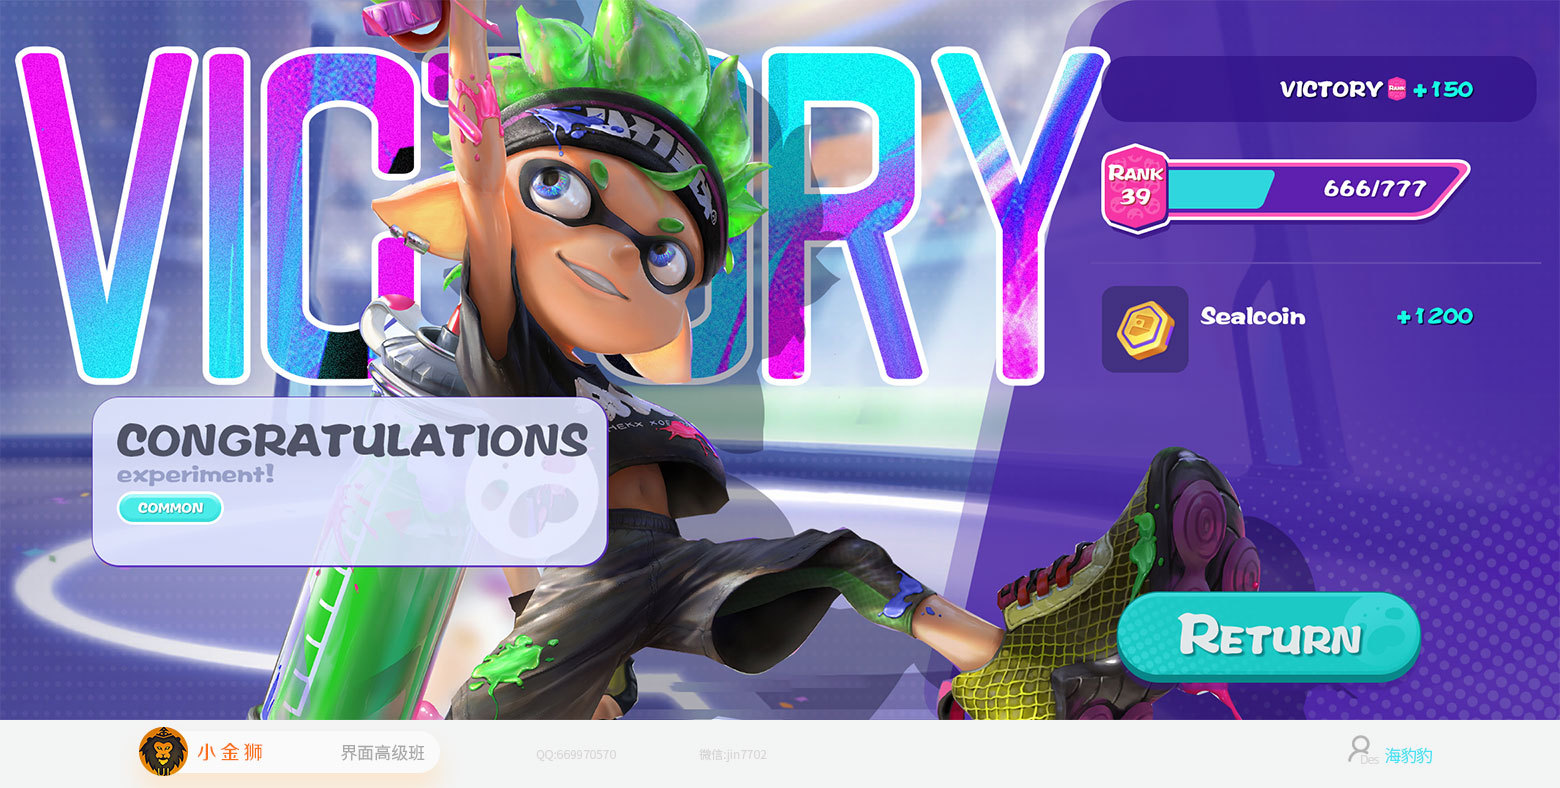 VICTORY
VICTORY RANK +150
RANK
39
666/777
Sealcoin +1200
CONGRATULATIONS
experiment!
COMMON
RETURN
小金狮 界面高级班 QQ:669970570 微信:jin7702 Des 海豹豹